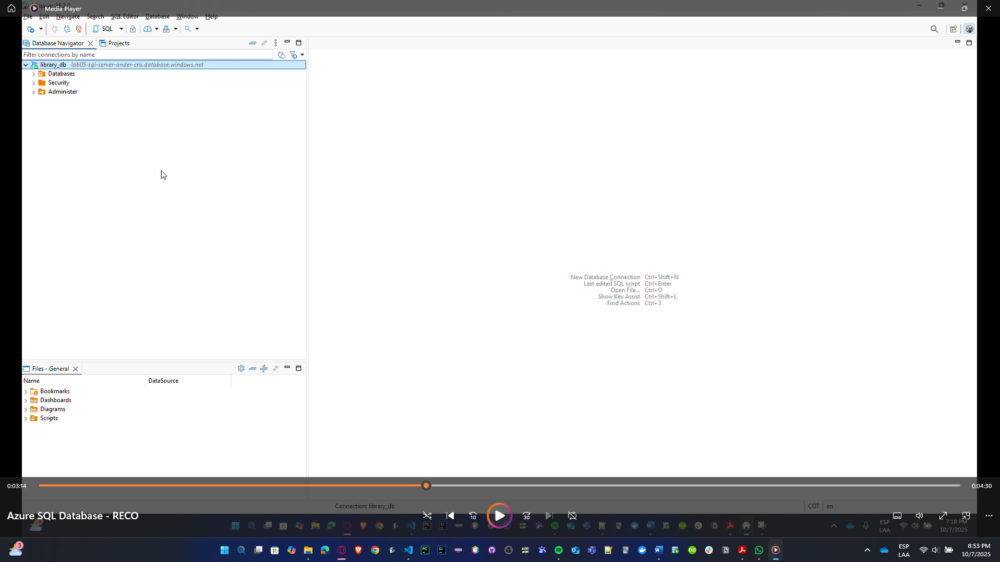 Media Player
File Edit Navigate Search SQL Editor Database Window Help
SQL
Database Navigator Projects
Filter connections by name
library_db lab05-sql-server-ander-cris.database.windows.net
Databases
Security
Administer
New Database Connection Ctrl+Shift+N
Last edited SQL script Ctrl+Enter
Open File... Ctrl+O
Show Key Assist Ctrl+Shift+L
Find Actions Ctrl+3
Files - General
Name DataSource
Bookmarks
Dashboards
Diagrams
Scripts
0:03:14 0:04:30
Connection: library_db COT en
Azure SQL Database - RECO
10 30
ESP
LAA
7:18 PM
10/7/2025
3
ESP
LAA
8:53 PM
10/7/2025